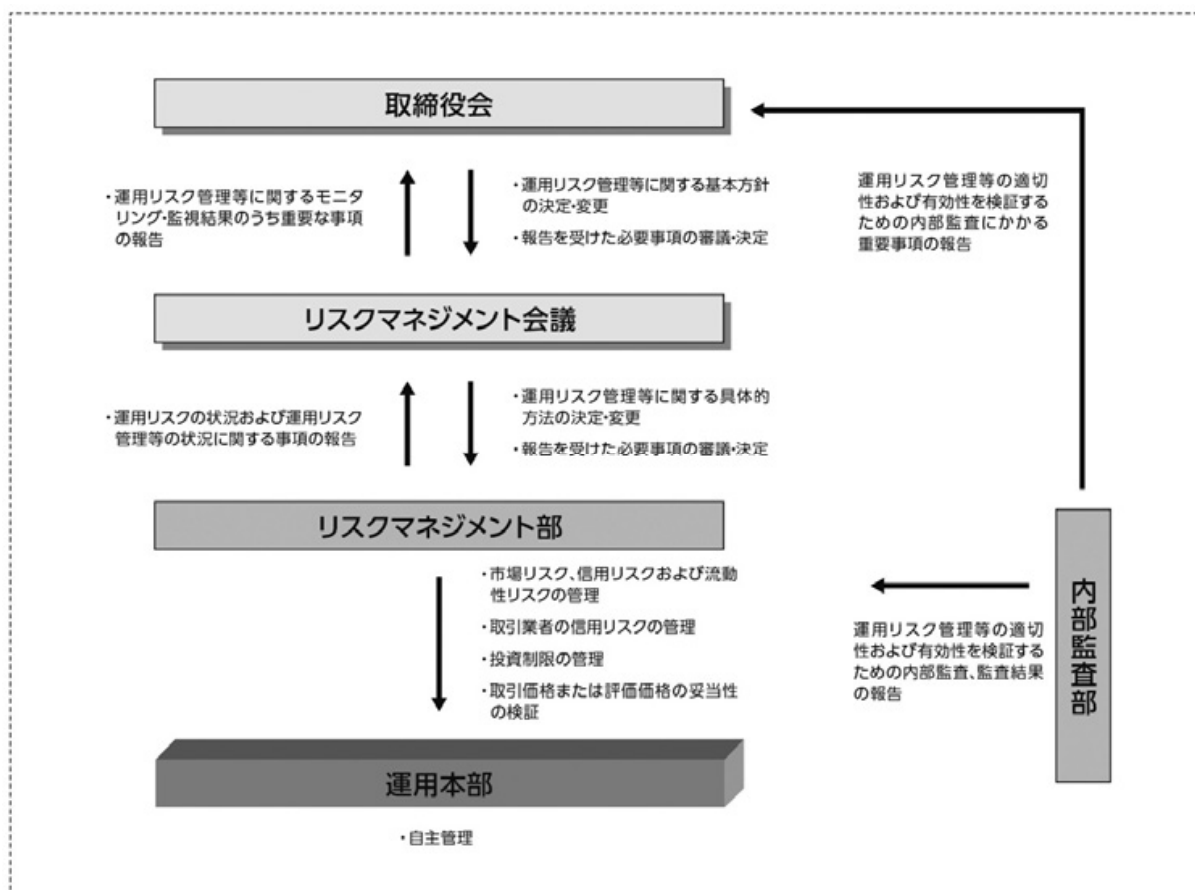 取締役会
・運用リスク管理等に関するモニタ
リング・監視結果のうち重要な事項
の報告
・運用リスク管理等に関する基本方針
の決定・変更
・報告を受けた必要事項の審議・決定
運用リスク管理等の適切
性および有効性を検証する
ための内部監査にかかる
重要事項の報告
リスクマネジメント会議
・運用リスクの状況および運用リスク
管理等の状況に関する事項の報告
・運用リスク管理等に関する具体的
方法の決定・変更
・報告を受けた必要事項の審議・決定
リスクマネジメント部
・市場リスク、信用リスクおよび流動
性リスクの管理
・取引業者の信用リスクの管理
・投資制限の管理
・取引価格または評価価格の妥当性
の検証
運用リスク管理等の適切
性および有効性を検証する
ための内部監査、監査結果
の報告
内部監査部
運用本部
・自主管理